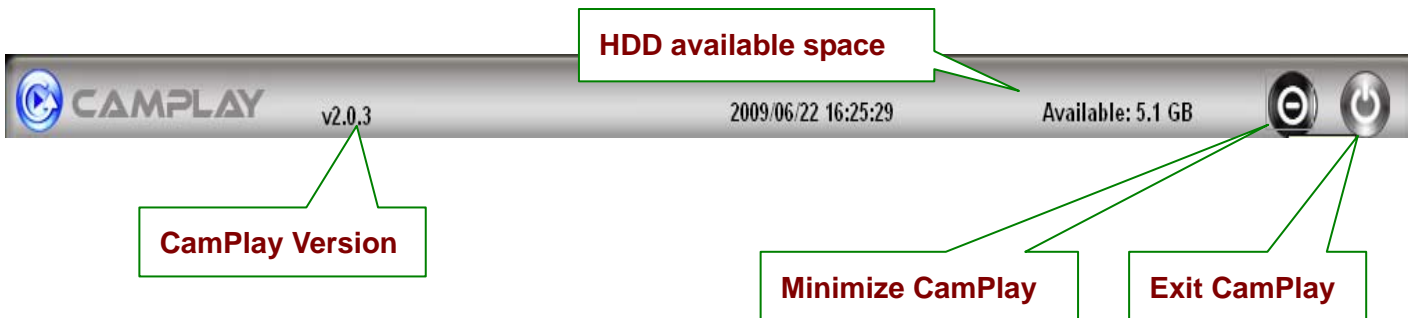 HDD available space
CAMPLAY v2.0.3 2009/06/22 16:25:29 Available: 5.1 GB
CamPlay Version
Minimize CamPlay Exit CamPlay